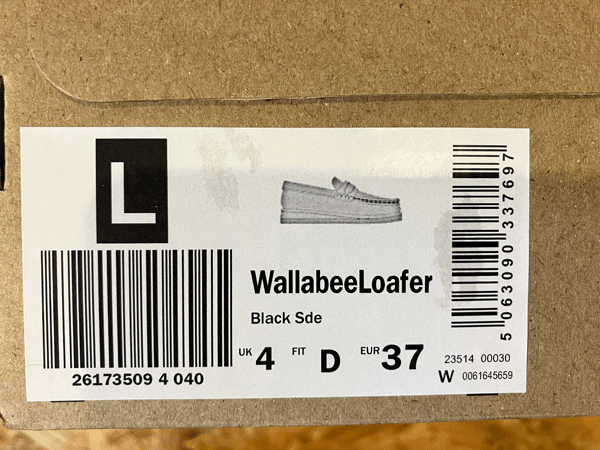 L
WallabeeLoafer
Black Sde
UK 4 FIT D EUR 37
26173509 4 040
5 063090 337697
23514 00030
W 0061645659